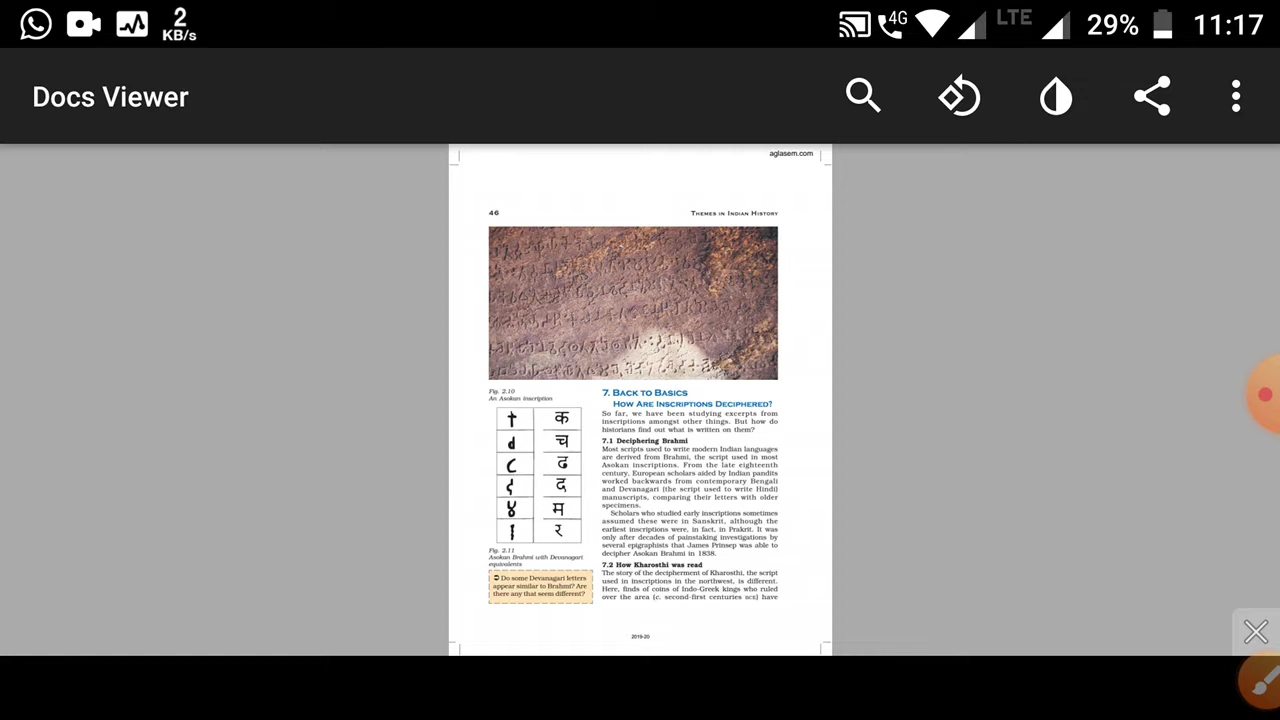 2
KB/s
4G
LTE
29%
11:17
Docs Viewer
aglasem.com
46
THEMES IN INDIAN HISTORY
Fig. 2.10
An Asokan inscription
क
च
ढ
द
म
र
Fig. 2.11
Asokan Brahmi with Devanagari
equivalents
➲ Do some Devanagari letters
appear similar to Brahmi? Are
there any that seem different?
7. BACK TO BASICS
HOW ARE INSCRIPTIONS DECIPHERED?
So far, we have been studying excerpts from
inscriptions amongst other things. But how do
historians find out what is written on them?
7.1 Deciphering Brahmi
Most scripts used to write modern Indian languages
are derived from Brahmi, the script used in most
Asokan inscriptions. From the late eighteenth
century, European scholars aided by Indian pandits
worked backwards from contemporary Bengali
and Devanagari (the script used to write Hindi)
manuscripts, comparing their letters with older
specimens.
Scholars who studied early inscriptions sometimes
assumed these were in Sanskrit, although the
earliest inscriptions were, in fact, in Prakrit. It was
only after decades of painstaking investigations by
several epigraphists that James Prinsep was able to
decipher Asokan Brahmi in 1838.
7.2 How Kharosthi was read
The story of the decipherment of Kharosthi, the script
used in inscriptions in the northwest, is different.
Here, finds of coins of Indo-Greek kings who ruled
over the area (c. second-first centuries BCE) have
2019-20